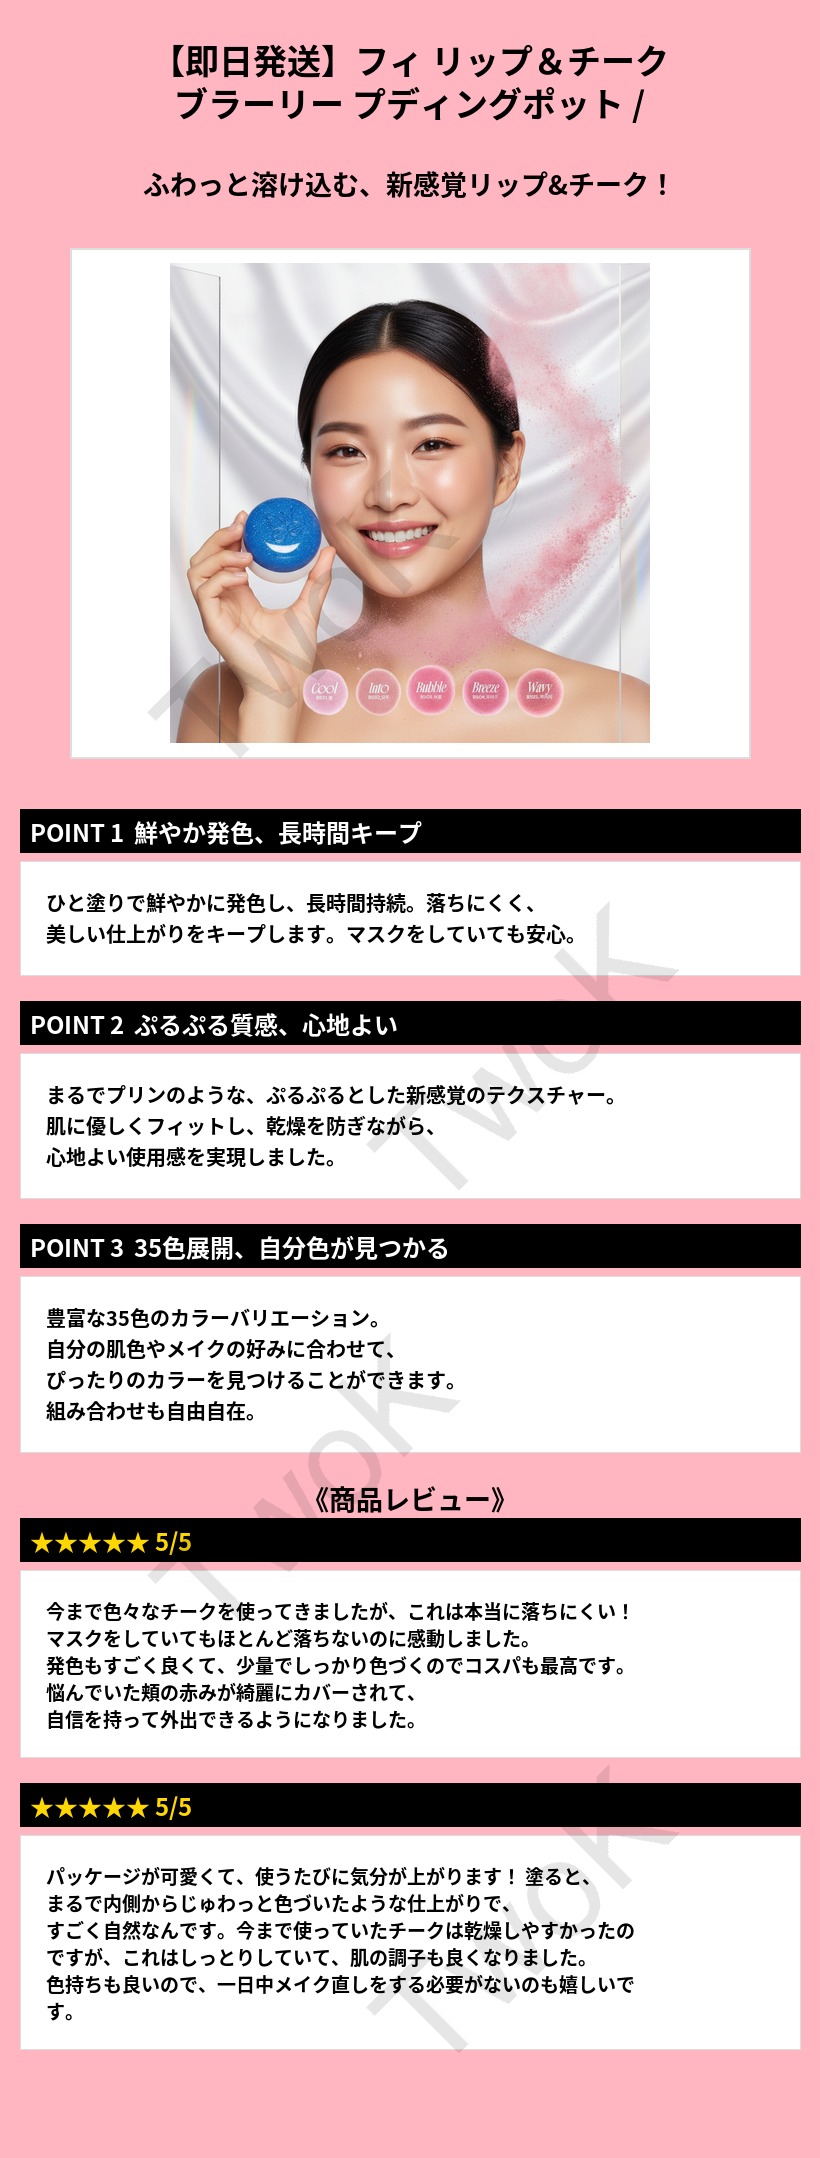 【即日発送】フィ リップ＆チーク
ブラーリー プディングポット /
ふわっと溶け込む、新感覚リップ&チーク！
Cool
Into
Bubble
Breeze
Wavy
TwoK
POINT 1 鮮やか発色、長時間キープ
ひと塗りで鮮やかに発色し、長時間持続。落ちにくく、
美しい仕上がりをキープします。マスクをしていても安心。
TwoK
POINT 2 ぷるぷる質感、心地よい
まるでプリンのような、ぷるぷるとした新感覚のテクスチャー。
肌に優しくフィットし、乾燥を防ぎながら、
心地よい使用感を実現しました。
POINT 3 35色展開、自分色が見つかる
豊富な35色のカラーバリエーション。
自分の肌色やメイクの好みに合わせて、
ぴったりのカラーを見つけることができます。
組み合わせも自由自在。
TwoK
《商品レビュー》
★★★★★ 5/5
今まで色々なチークを使ってきましたが、これは本当に落ちにくい！
マスクをしていてもほとんど落ちないのに感動しました。
発色もすごく良くて、少量でしっかり色づくのでコスパも最高です。
悩んでいた頬の赤みが綺麗にカバーされて、
自信を持って外出できるようになりました。
★★★★★ 5/5
パッケージが可愛くて、使うたびに気分が上がります！ 塗ると、
まるで内側からじゅわっと色づいたような仕上がりで、
すごく自然なんです。今まで使っていたチークは乾燥しやすかったの
ですが、これはしっとりしていて、肌の調子も良くなりました。
色持ちも良いので、一日中メイク直しをする必要がないのも嬉しいで
す。
TwoK